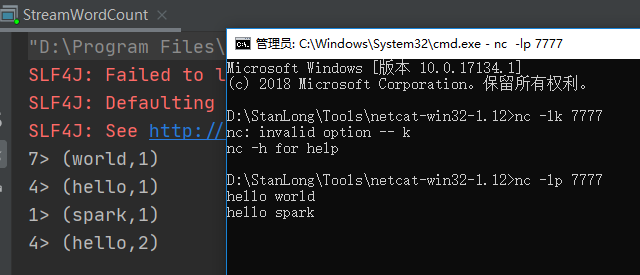 StreamWordCount
"D:\Program Files\
SLF4J: Failed to l
SLF4J: Defaulting
SLF4J: See http://
7> (world,1)
4> (hello,1)
1> (spark,1)
4> (hello,2)
管理员: C:\Windows\System32\cmd.exe - nc -lp 7777
Microsoft Windows [版本 10.0.17134.1]
(c) 2018 Microsoft Corporation。保留所有权利。
D:\StanLong\Tools\netcat-win32-1.12>nc -lk 7777
nc: invalid option -- k
nc -h for help
D:\StanLong\Tools\netcat-win32-1.12>nc -lp 7777
hello world
hello spark